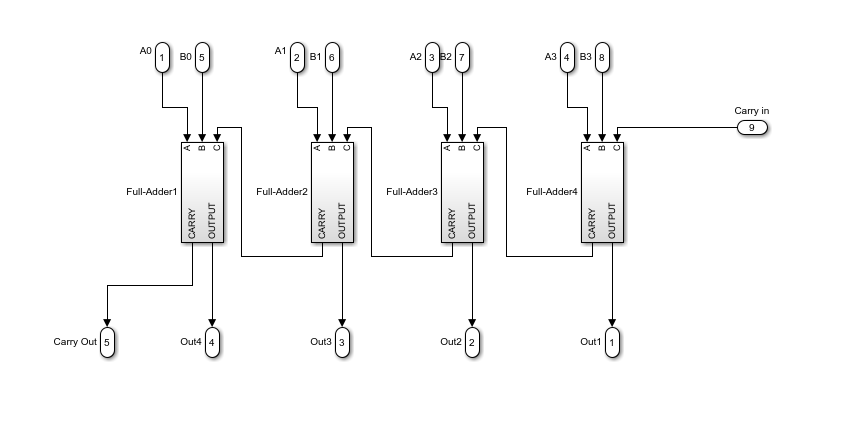 A0 1 B0 5 A1 2 B1 6 A2 3 B2 7 A3 4 B3 8
Carry in
9
A B C A B C A B C A B C
Full-Adder1 Full-Adder2 Full-Adder3 Full-Adder4
CARRY OUTPUT CARRY OUTPUT CARRY OUTPUT CARRY OUTPUT
Carry Out 5 Out4 4 Out3 3 Out2 2 Out1 1